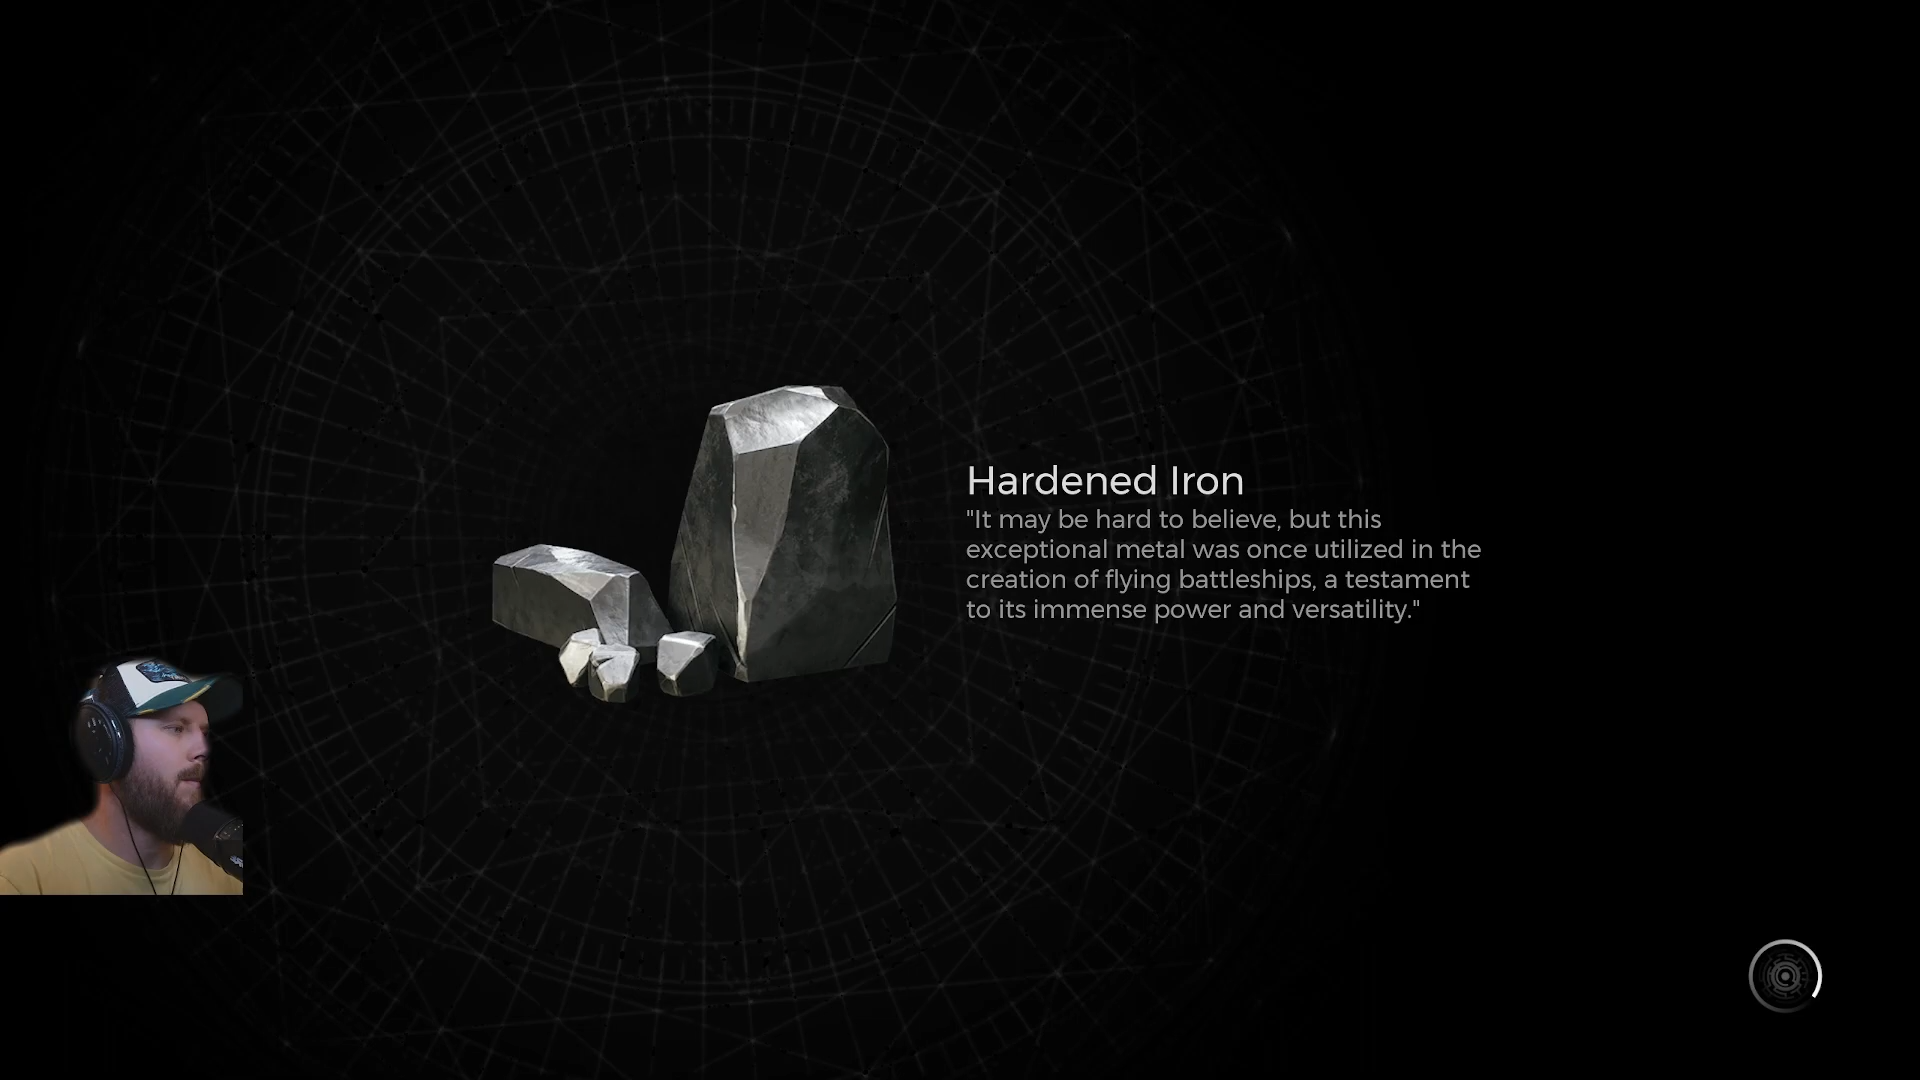 Hardened Iron
"It may be hard to believe, but this
exceptional metal was once utilized in the
creation of flying battleships, a testament
to its immense power and versatility."